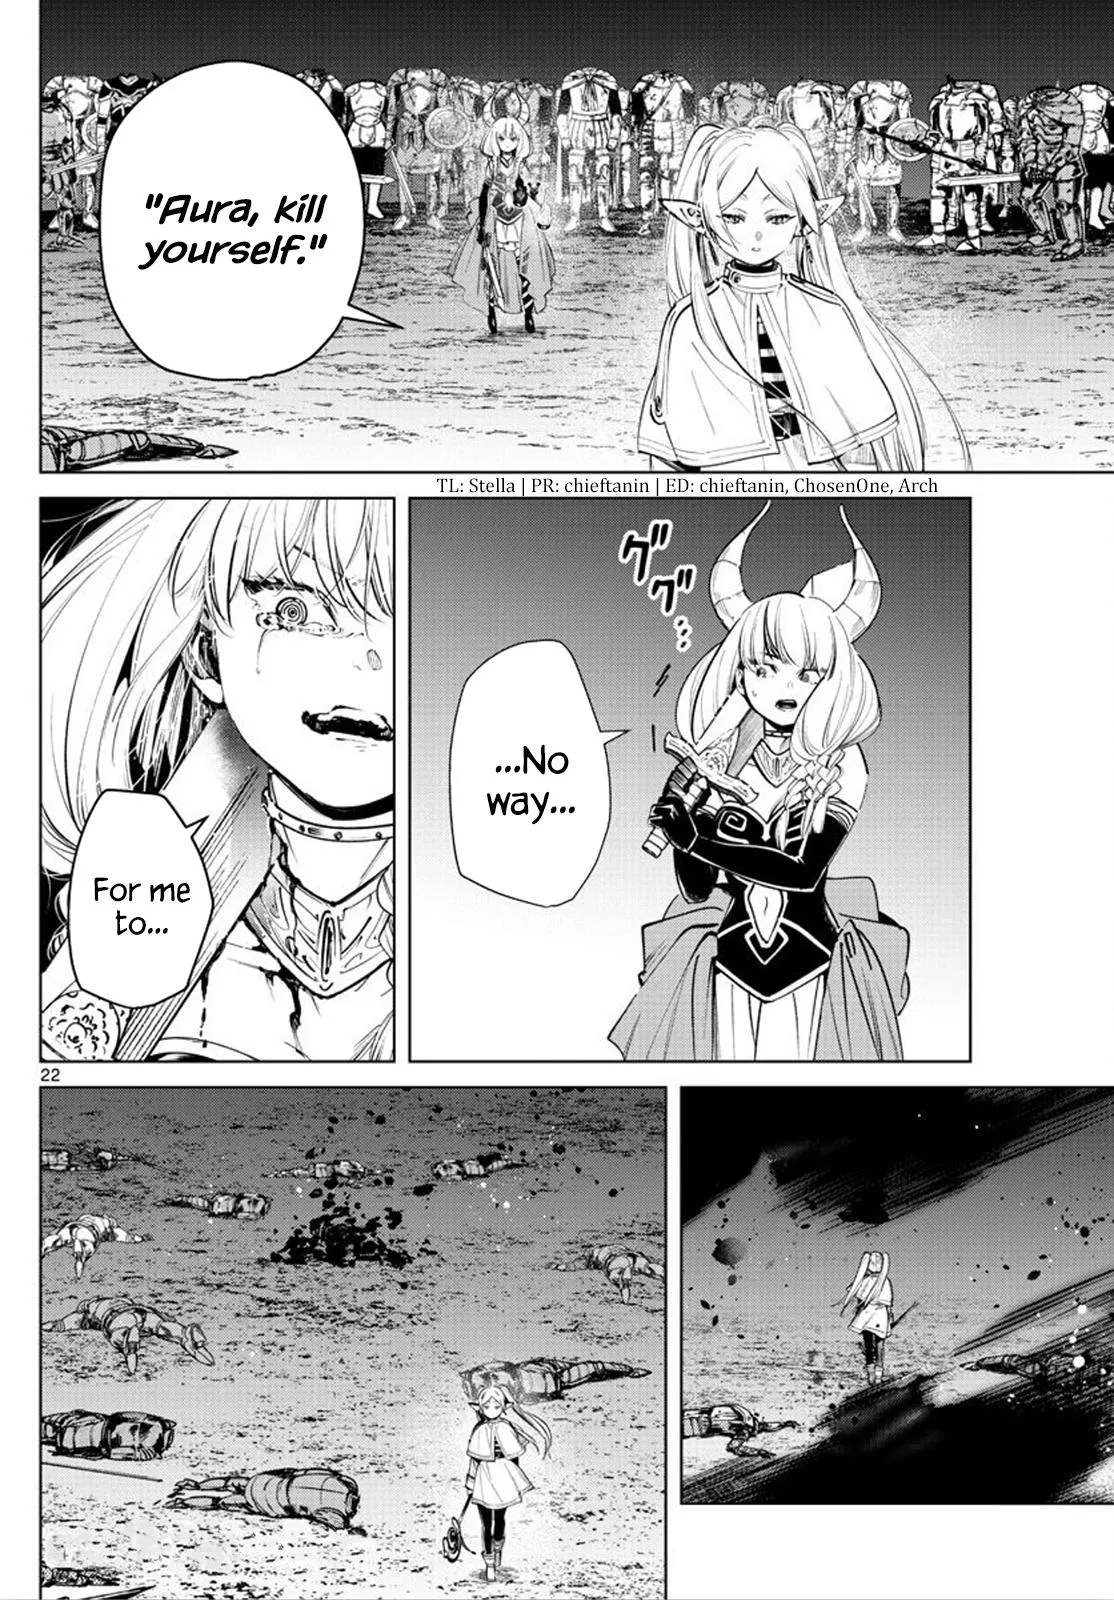 "Aura, kill
yourself."
TL: Stella | PR: chieftanin | ED: chieftanin, ChosenOne, Arch
グ゛
グ゛
...No
way...
For me
to...
22